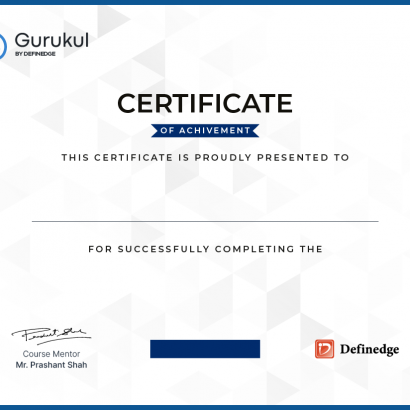 Gurukul
BY DEFINEDGE
CERTIFICATE
OF ACHIVEMENT
THIS CERTIFICATE IS PROUDLY PRESENTED TO
FOR SUCCESSFULLY COMPLETING THE
Course Mentor
Mr. Prashant Shah
Definedge